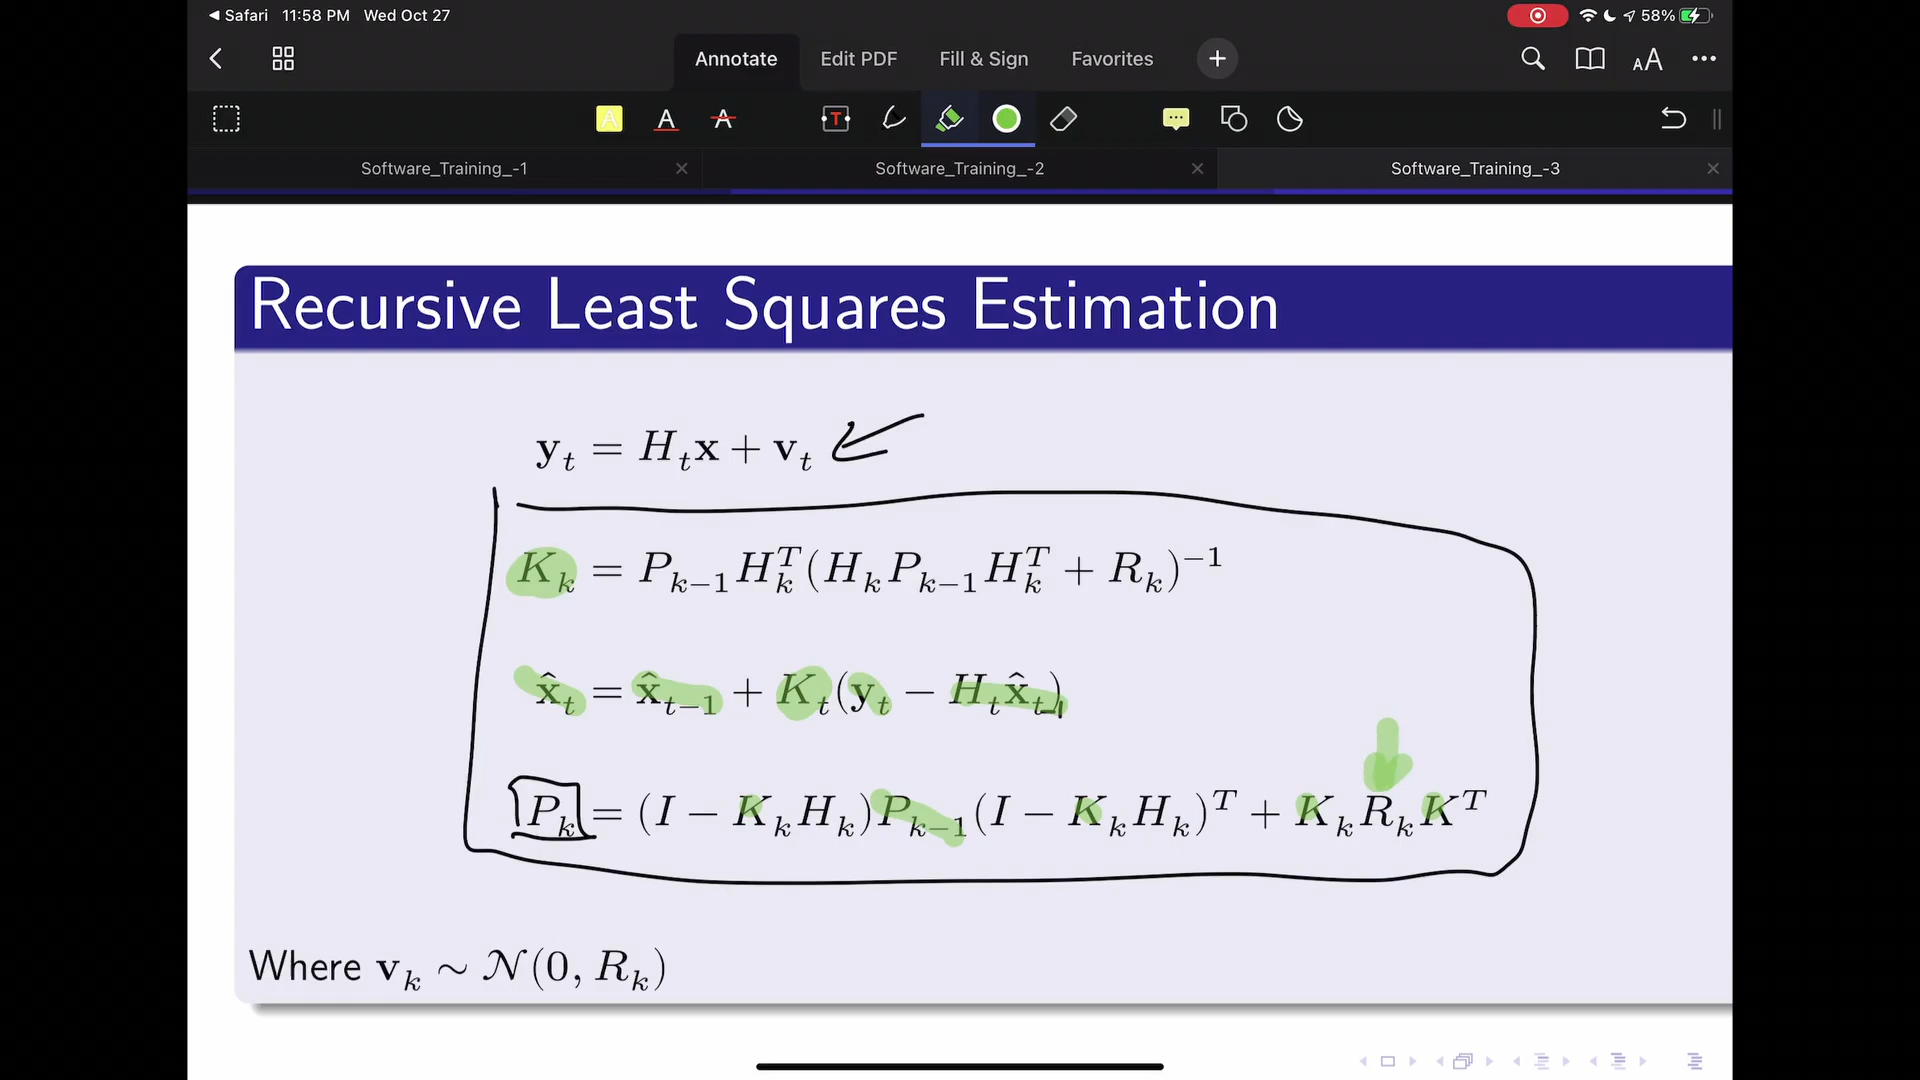 Safari 11:58 PM Wed Oct 27 58%
Annotate Edit PDF Fill & Sign Favorites
Software_Training_-1 Software_Training_-2 Software_Training_-3
Recursive Least Squares Estimation
y_t = H_t x + v_t
K_k = P_{k−1} H_k^T (H_k P_{k−1} H_k^T + R_k)^{−1}
x̂_t = x̂_{t−1} + K_t (y_t − H_t x̂_{t-1})
P_k = (I − K_k H_k) P_{k−1} (I − K_k H_k)^T + K_k R_k K^T
Where v_k ∼ N(0, R_k)